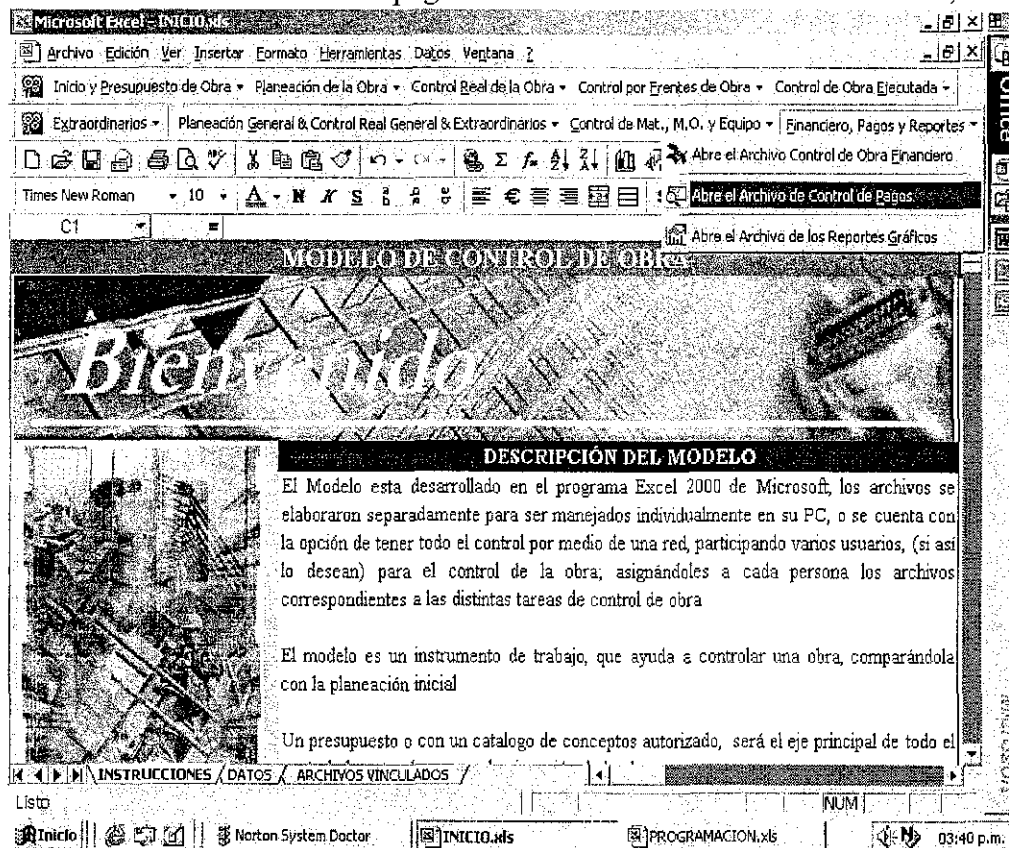 pag
Microsoft Excel - INICIO.xls
Archivo Edición Ver Insertar Formato Herramientas Datos Ventana ?
Inicio y Presupuesto de Obra Planeación de la Obra Control Real de la Obra Control por Frentes de Obra Control de Obra Ejecutada
Extraordinarios Planeación General & Control Real General & Extraordinarios Control de Mat., M.O. y Equipo Financiero, Pagos y Reportes
Abre el Archivo Control de Obra Financiero
Times New Roman 10 A N K S
Abre el Archivo de Control de Pagos
C1 =
Abre el Archivo de los Reportes Gráficos
MODELO DE CONTROL DE OBRA
Bienvenido
DESCRIPCIÓN DEL MODELO
El Modelo esta desarrollado en el programa Excel 2000 de Microsoft, los archivos se
elaboraron separadamente para ser manejados individualmente en su PC, o se cuenta con
la opción de tener todo el control por medio de una red, participando varios usuarios, (si así
lo desean) para el control de la obra; asignándoles a cada persona los archivos
correspondientes a las distintas tareas de control de obra
El modelo es un instrumento de trabajo, que ayuda a controlar una obra, comparándola
con la planeación inicial
Un presupuesto o con un catalogo de conceptos autorizado, será el eje principal de todo el
INSTRUCCIONES DATOS ARCHIVOS VINCULADOS
Listo NUM
Inicio Norton System Doctor INICIO.xls PROGRAMACION.xls 03:40 p.m.
Office